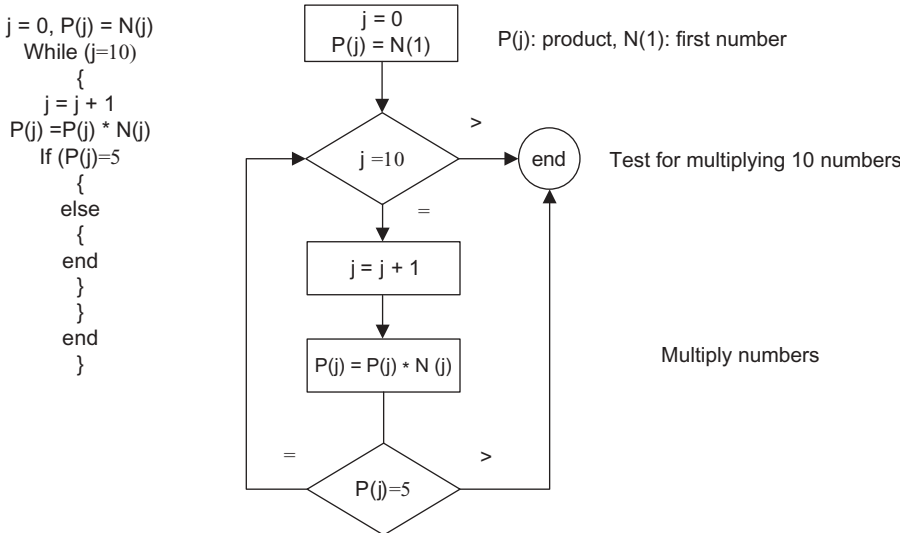 j = 0, P(j) = N(j)
While (j=10)
{
j = j + 1
P(j) =P(j) * N(j)
If (P(j)=5
{
else
{
end
}
}
end
}
j = 0
P(j) = N(1)
P(j): product, N(1): first number
>
j =10
end
Test for multiplying 10 numbers
=
j = j + 1
P(j) = P(j) * N (j)
Multiply numbers
=
>
P(j)=5